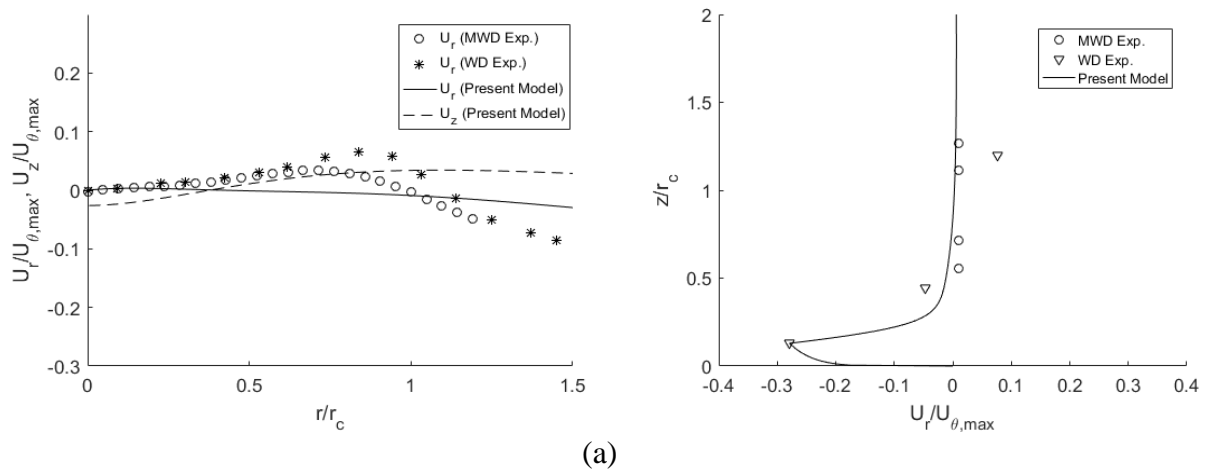 0.2
0.1
0
-0.1
-0.2
-0.3
U_r/U_θ,max, U_z/U_θ,max
0
0.5
1
1.5
r/r_c
U_r (MWD Exp.)
U_r (WD Exp.)
U_r (Present Model)
U_z (Present Model)
2
1.5
1
0.5
0
z/r_c
-0.4
-0.3
-0.2
-0.1
0
0.1
0.2
0.3
0.4
U_r/U_θ,max
MWD Exp.
WD Exp.
Present Model
(a)